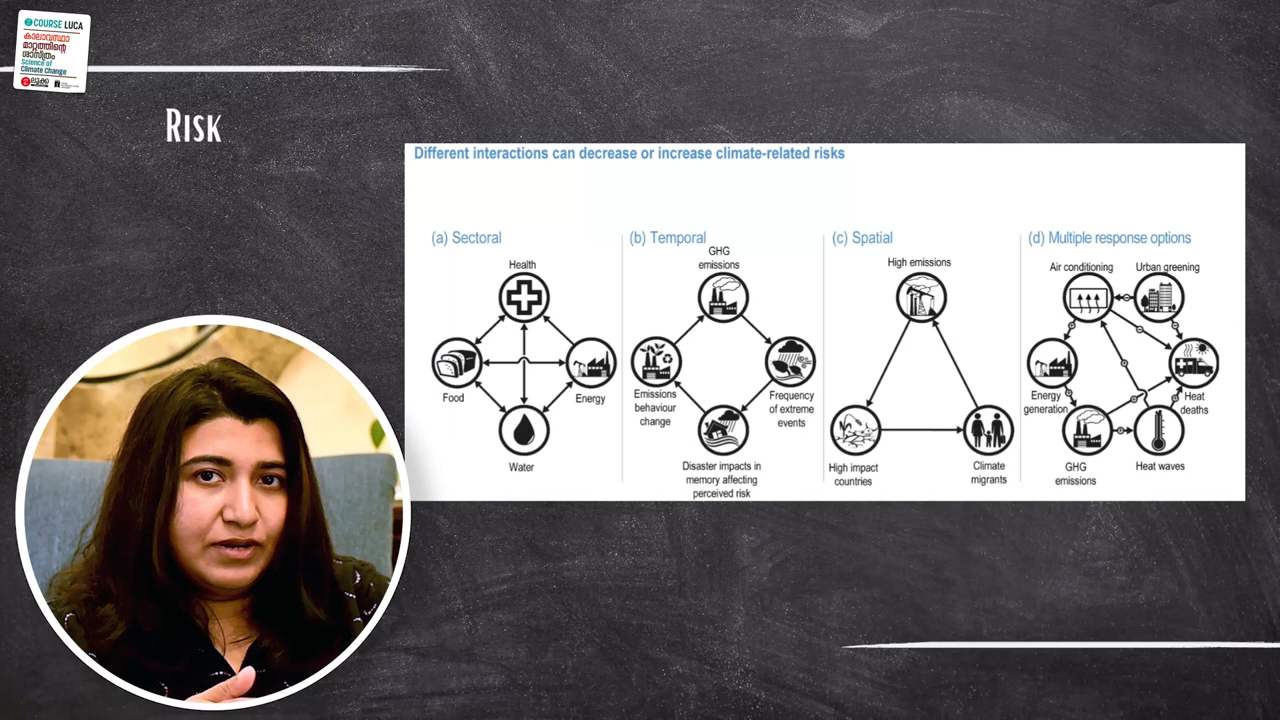 COURSE LUCA
കാലാവസ്ഥാ
മാറ്റത്തിന്റെ
ശാസ്ത്രം
Science of
Climate Change
ലൂക്ക
Risk
Different interactions can decrease or increase climate-related risks
(a) Sectoral
Health
Food
Energy
Water
(b) Temporal
GHG
emissions
Emissions
behaviour
change
Frequency
of extreme
events
Disaster impacts in
memory affecting
perceived risk
(c) Spatial
High emissions
High impact
countries
Climate
migrants
(d) Multiple response options
Air conditioning
Urban greening
Energy
generation
Heat
deaths
GHG
emissions
Heat waves